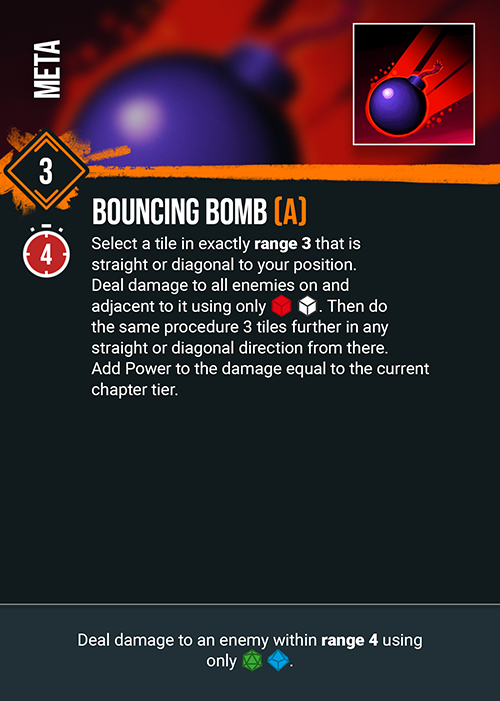 META
3
BOUNCING BOMB (A)
4
Select a tile in exactly range 3 that is
straight or diagonal to your position.
Deal damage to all enemies on and
adjacent to it using only . Then do
the same procedure 3 tiles further in any
straight or diagonal direction from there.
Add Power to the damage equal to the current
chapter tier.
Deal damage to an enemy within range 4 using
only .